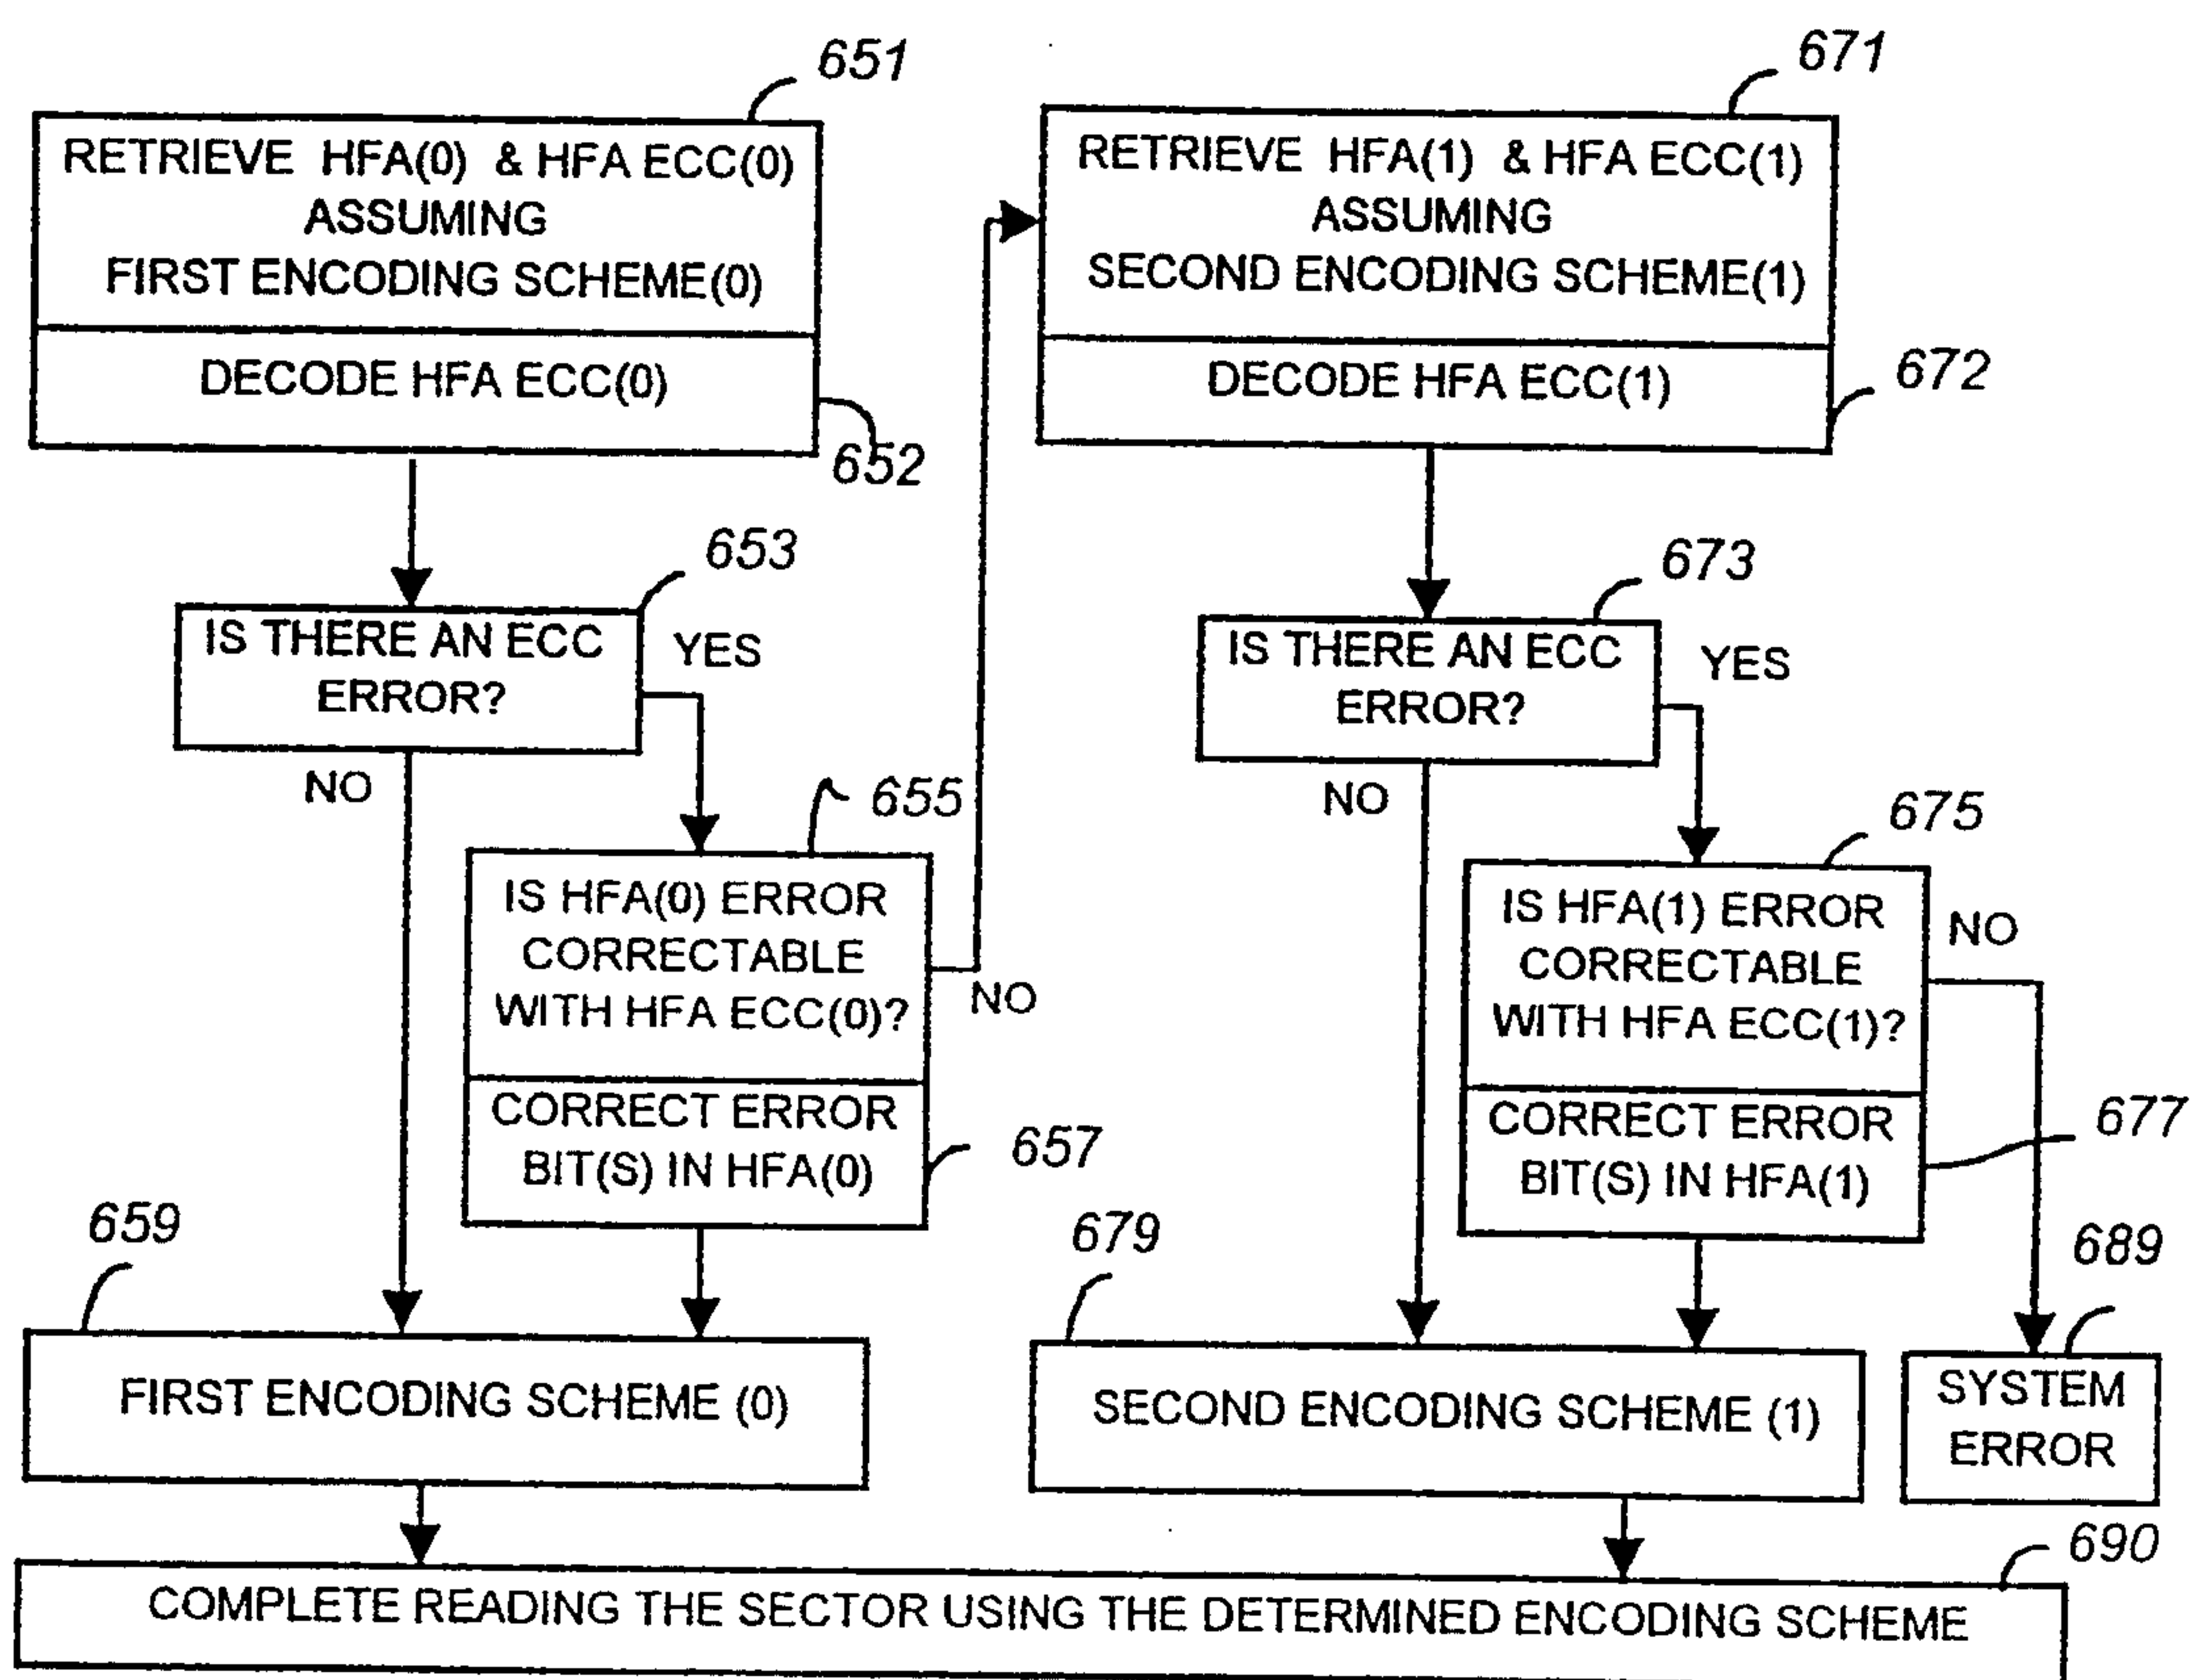 651
RETRIEVE HFA(0) & HFA ECC(0)
ASSUMING
FIRST ENCODING SCHEME(0)
DECODE HFA ECC(0)
652
653
IS THERE AN ECC
ERROR?
YES
NO
655
IS HFA(0) ERROR
CORRECTABLE
WITH HFA ECC(0)?
NO
CORRECT ERROR
BIT(S) IN HFA(0)
657
659
FIRST ENCODING SCHEME (0)
671
RETRIEVE HFA(1) & HFA ECC(1)
ASSUMING
SECOND ENCODING SCHEME(1)
DECODE HFA ECC(1)
672
673
IS THERE AN ECC
ERROR?
YES
NO
675
IS HFA(1) ERROR
CORRECTABLE
WITH HFA ECC(1)?
NO
CORRECT ERROR
BIT(S) IN HFA(1)
677
679
SECOND ENCODING SCHEME (1)
689
SYSTEM
ERROR
690
COMPLETE READING THE SECTOR USING THE DETERMINED ENCODING SCHEME